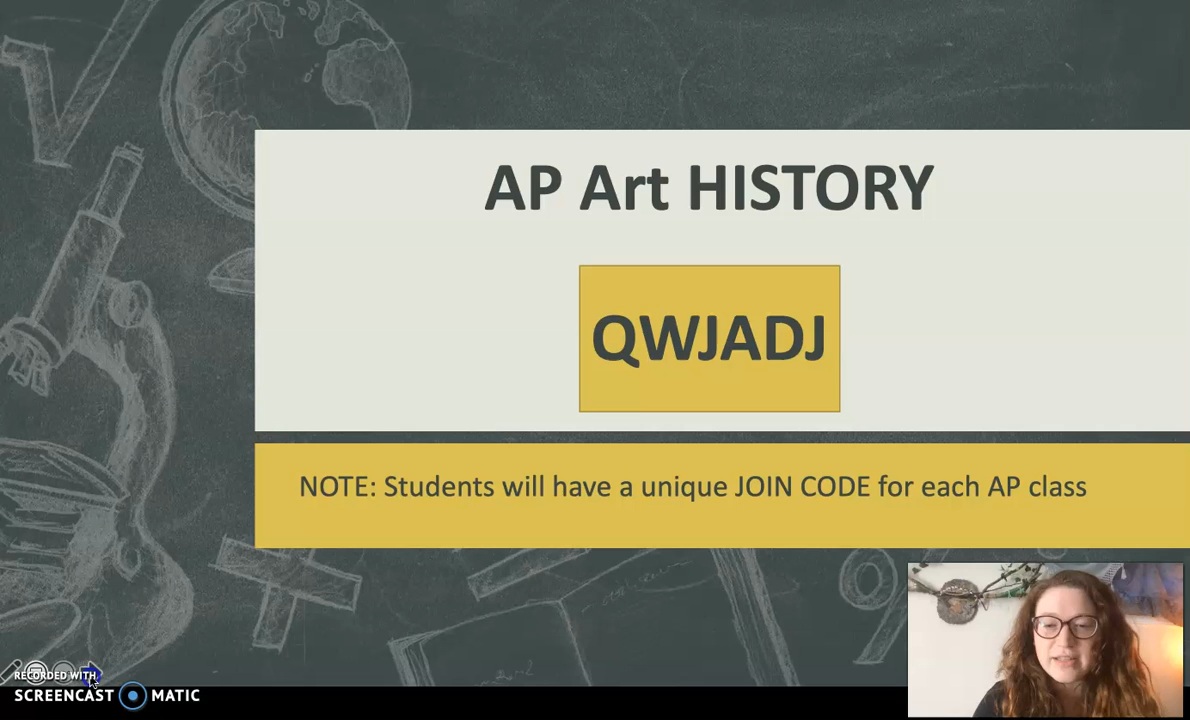 AP Art HISTORY
QWJADJ
NOTE: Students will have a unique JOIN CODE for each AP class
RECORDED WITH
SCREENCAST MATIC